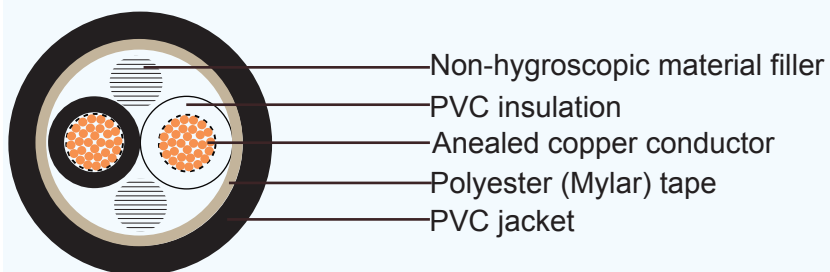 Non-hygroscopic material filler
PVC insulation
Anealed copper conductor
Polyester (Mylar) tape
PVC jacket